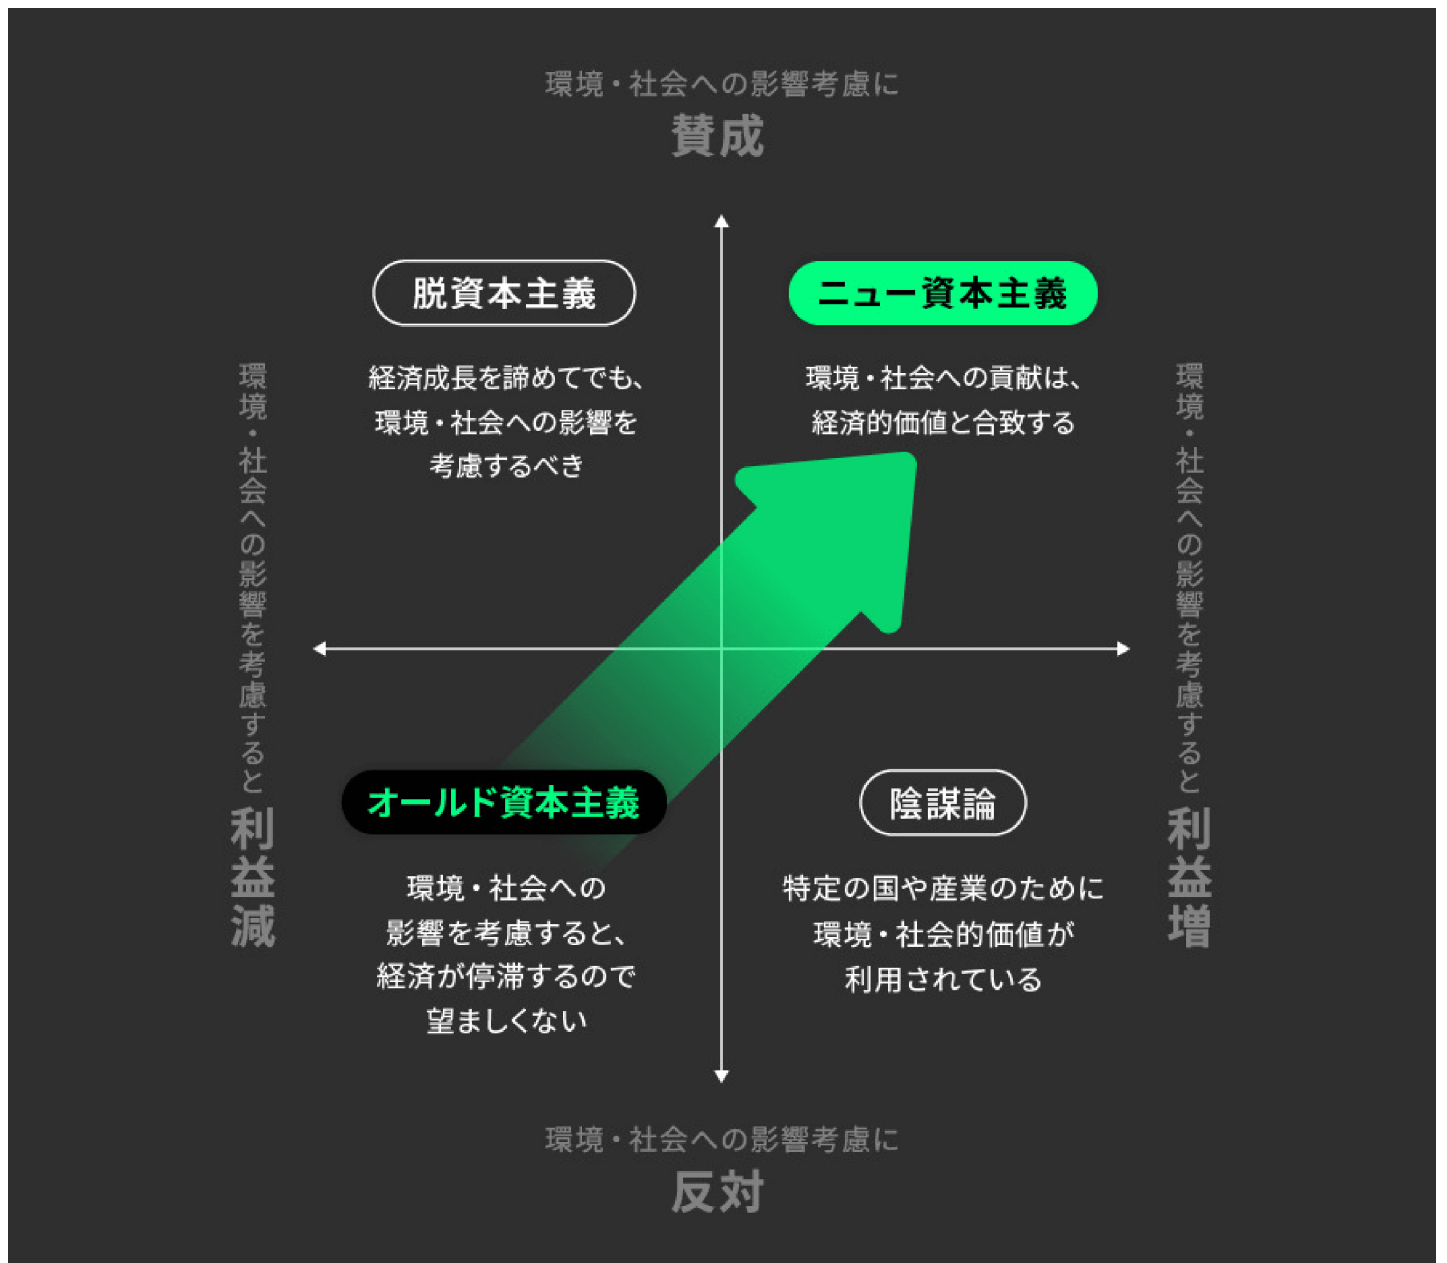 環境・社会への影響考慮に
賛成
脱資本主義
経済成長を諦めてでも、
環境・社会への影響を
考慮するべき
ニュー資本主義
環境・社会への貢献は、
経済的価値と合致する
環境・社会への影響を考慮すると
利益減
環境・社会への影響を考慮すると
利益増
オールド資本主義
環境・社会への
影響を考慮すると、
経済が停滞するので
望ましくない
陰謀論
特定の国や産業のために
環境・社会的価値が
利用されている
環境・社会への影響考慮に
反対